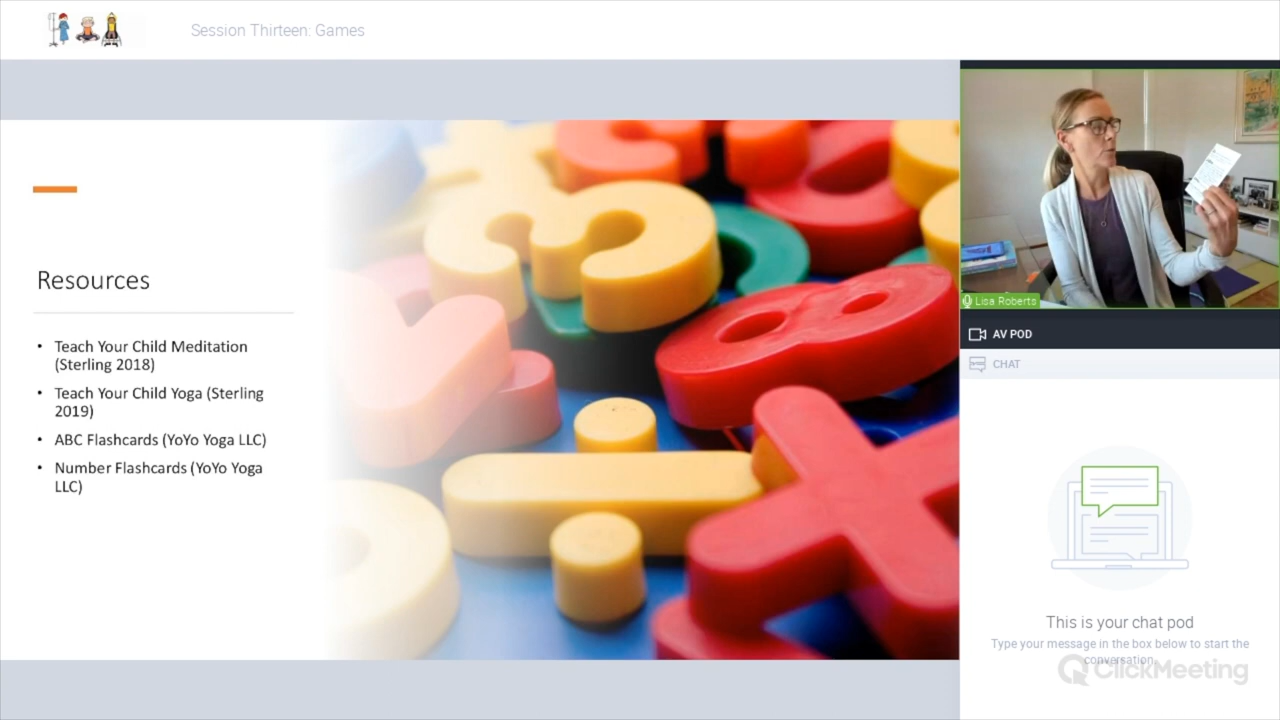 Session Thirteen: Games
Resources
• Teach Your Child Meditation
(Sterling 2018)
• Teach Your Child Yoga (Sterling
2019)
• ABC Flashcards (YoYo Yoga LLC)
• Number Flashcards (YoYo Yoga
LLC)
Lisa Roberts
AV POD
CHAT
This is your chat pod
Type your message in the box below to start the
conversation.
ClickMeeting